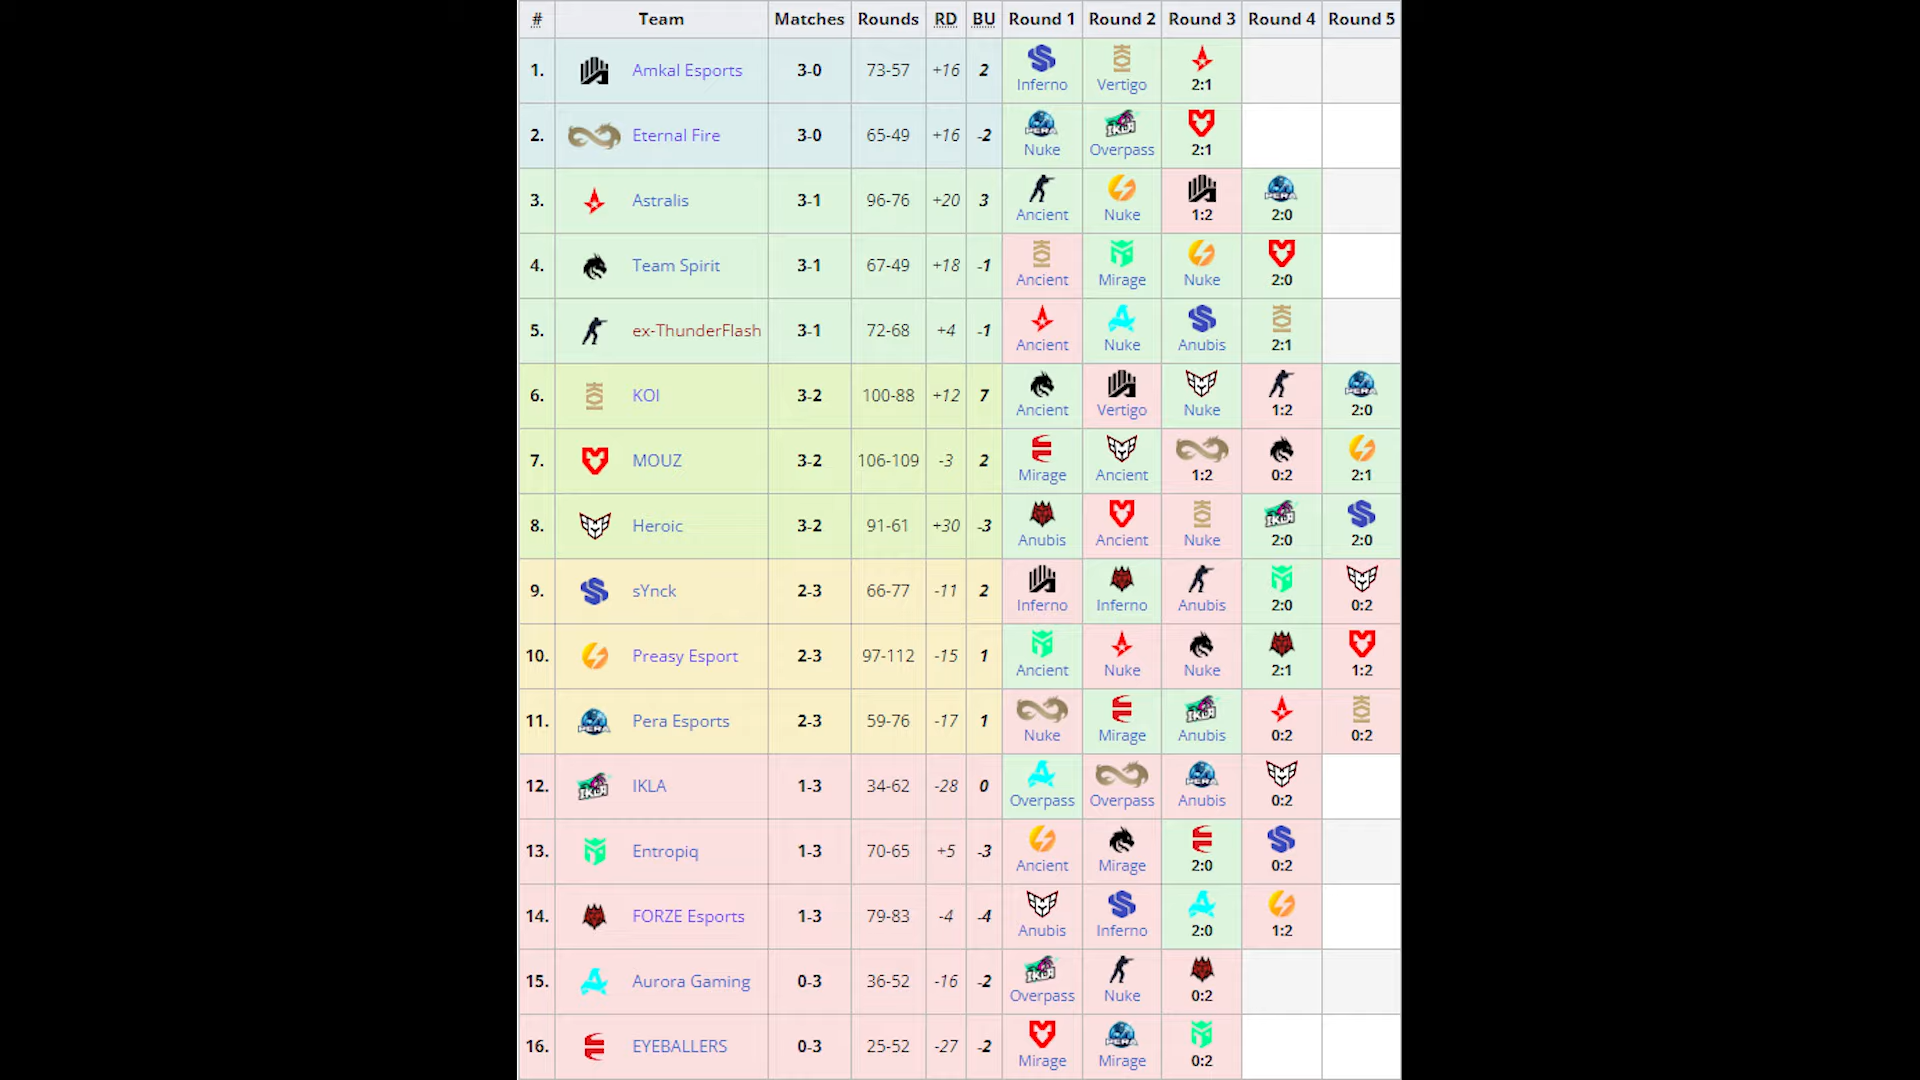 # Team Matches Rounds RD BU Round 1 Round 2 Round 3 Round 4 Round 5
1. Amkal Esports 3-0 73-57 +16 2 Inferno Vertigo 2:1
2. Eternal Fire 3-0 65-49 +16 -2 Nuke Overpass 2:1
3. Astralis 3-1 96-76 +20 3 Ancient Nuke 1:2 2:0
4. Team Spirit 3-1 67-49 +18 -1 Ancient Mirage Nuke 2:0
5. ex-ThunderFlash 3-1 72-68 +4 -1 Ancient Nuke Anubis 2:1
6. KOI 3-2 100-88 +12 7 Ancient Vertigo Nuke 1:2 2:0
7. MOUZ 3-2 106-109 -3 2 Mirage Ancient 1:2 0:2 2:1
8. Heroic 3-2 91-61 +30 -3 Anubis Ancient Nuke 2:0 2:0
9. sYnck 2-3 66-77 -11 2 Inferno Inferno Anubis 2:0 0:2
10. Preasy Esport 2-3 97-112 -15 1 Ancient Nuke Nuke 2:1 1:2
11. Pera Esports 2-3 59-76 -17 1 Nuke Mirage Anubis 0:2 0:2
12. IKLA 1-3 34-62 -28 0 Overpass Overpass Anubis 0:2
13. Entropiq 1-3 70-65 +5 -3 Ancient Mirage 2:0 0:2
14. FORZE Esports 1-3 79-83 -4 -4 Anubis Inferno 2:0 1:2
15. Aurora Gaming 0-3 36-52 -16 -2 Overpass Nuke 0:2
16. EYEBALLERS 0-3 25-52 -27 -2 Mirage Mirage 0:2